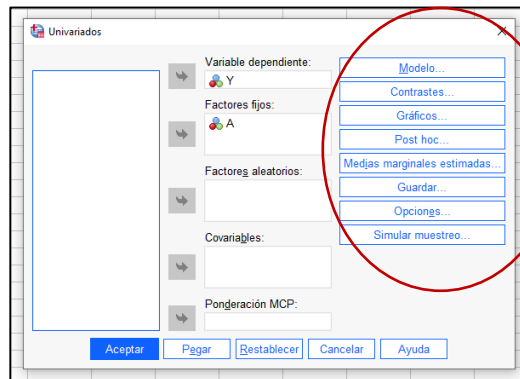 Univariados
Variable dependiente:
Y
Factores fijos:
A
Factores aleatorios:
Covariables:
Ponderación MCP:
Modelo...
Contrastes...
Gráficos...
Post hoc...
Medias marginales estimadas...
Guardar...
Opciones...
Simular muestreo...
Aceptar Pegar Restablecer Cancelar Ayuda